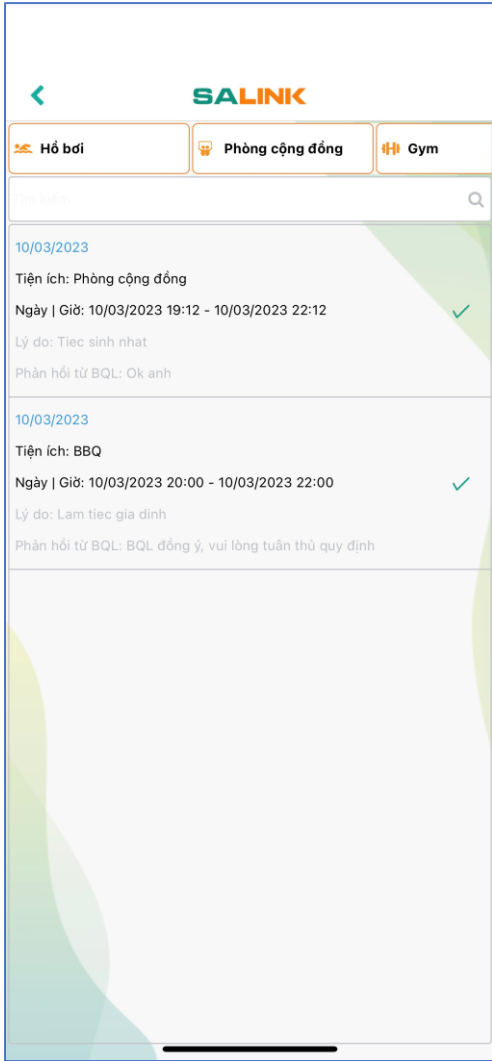 SALINK
Hồ bơi
Phòng cộng đồng
Gym
Tìm kiếm
10/03/2023
Tiện ích: Phòng cộng đồng
Ngày | Giờ: 10/03/2023 19:12 - 10/03/2023 22:12
Lý do: Tiec sinh nhat
Phản hồi từ BQL: Ok anh
10/03/2023
Tiện ích: BBQ
Ngày | Giờ: 10/03/2023 20:00 - 10/03/2023 22:00
Lý do: Lam tiec gia dinh
Phản hồi từ BQL: BQL đồng ý, vui lòng tuân thủ quy định